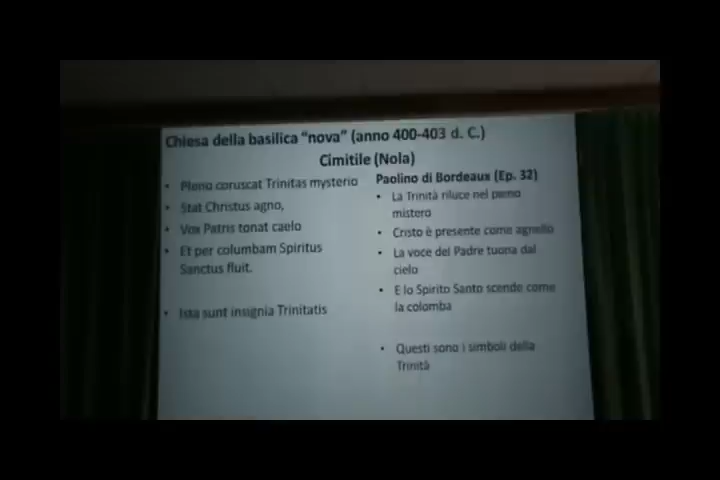 Chiesa della basilica "nova" (anno 400-403 d. C.)
Cimitile (Nola)
• Pleno coruscat Trinitas mysterio
• Stat Christus agno,
• Vox Patris tonat caelo
• Et per columbam Spiritus
Sanctus fluit.
• Ista sunt insignia Trinitatis
Paolino di Bordeaux (Ep. 32)
• La Trinità riluce nel pieno
mistero
• Cristo è presente come agnello
• La voce del Padre tuona dal
cielo
• E lo Spirito Santo scende come
la colomba
• Questi sono i simboli della
Trinità